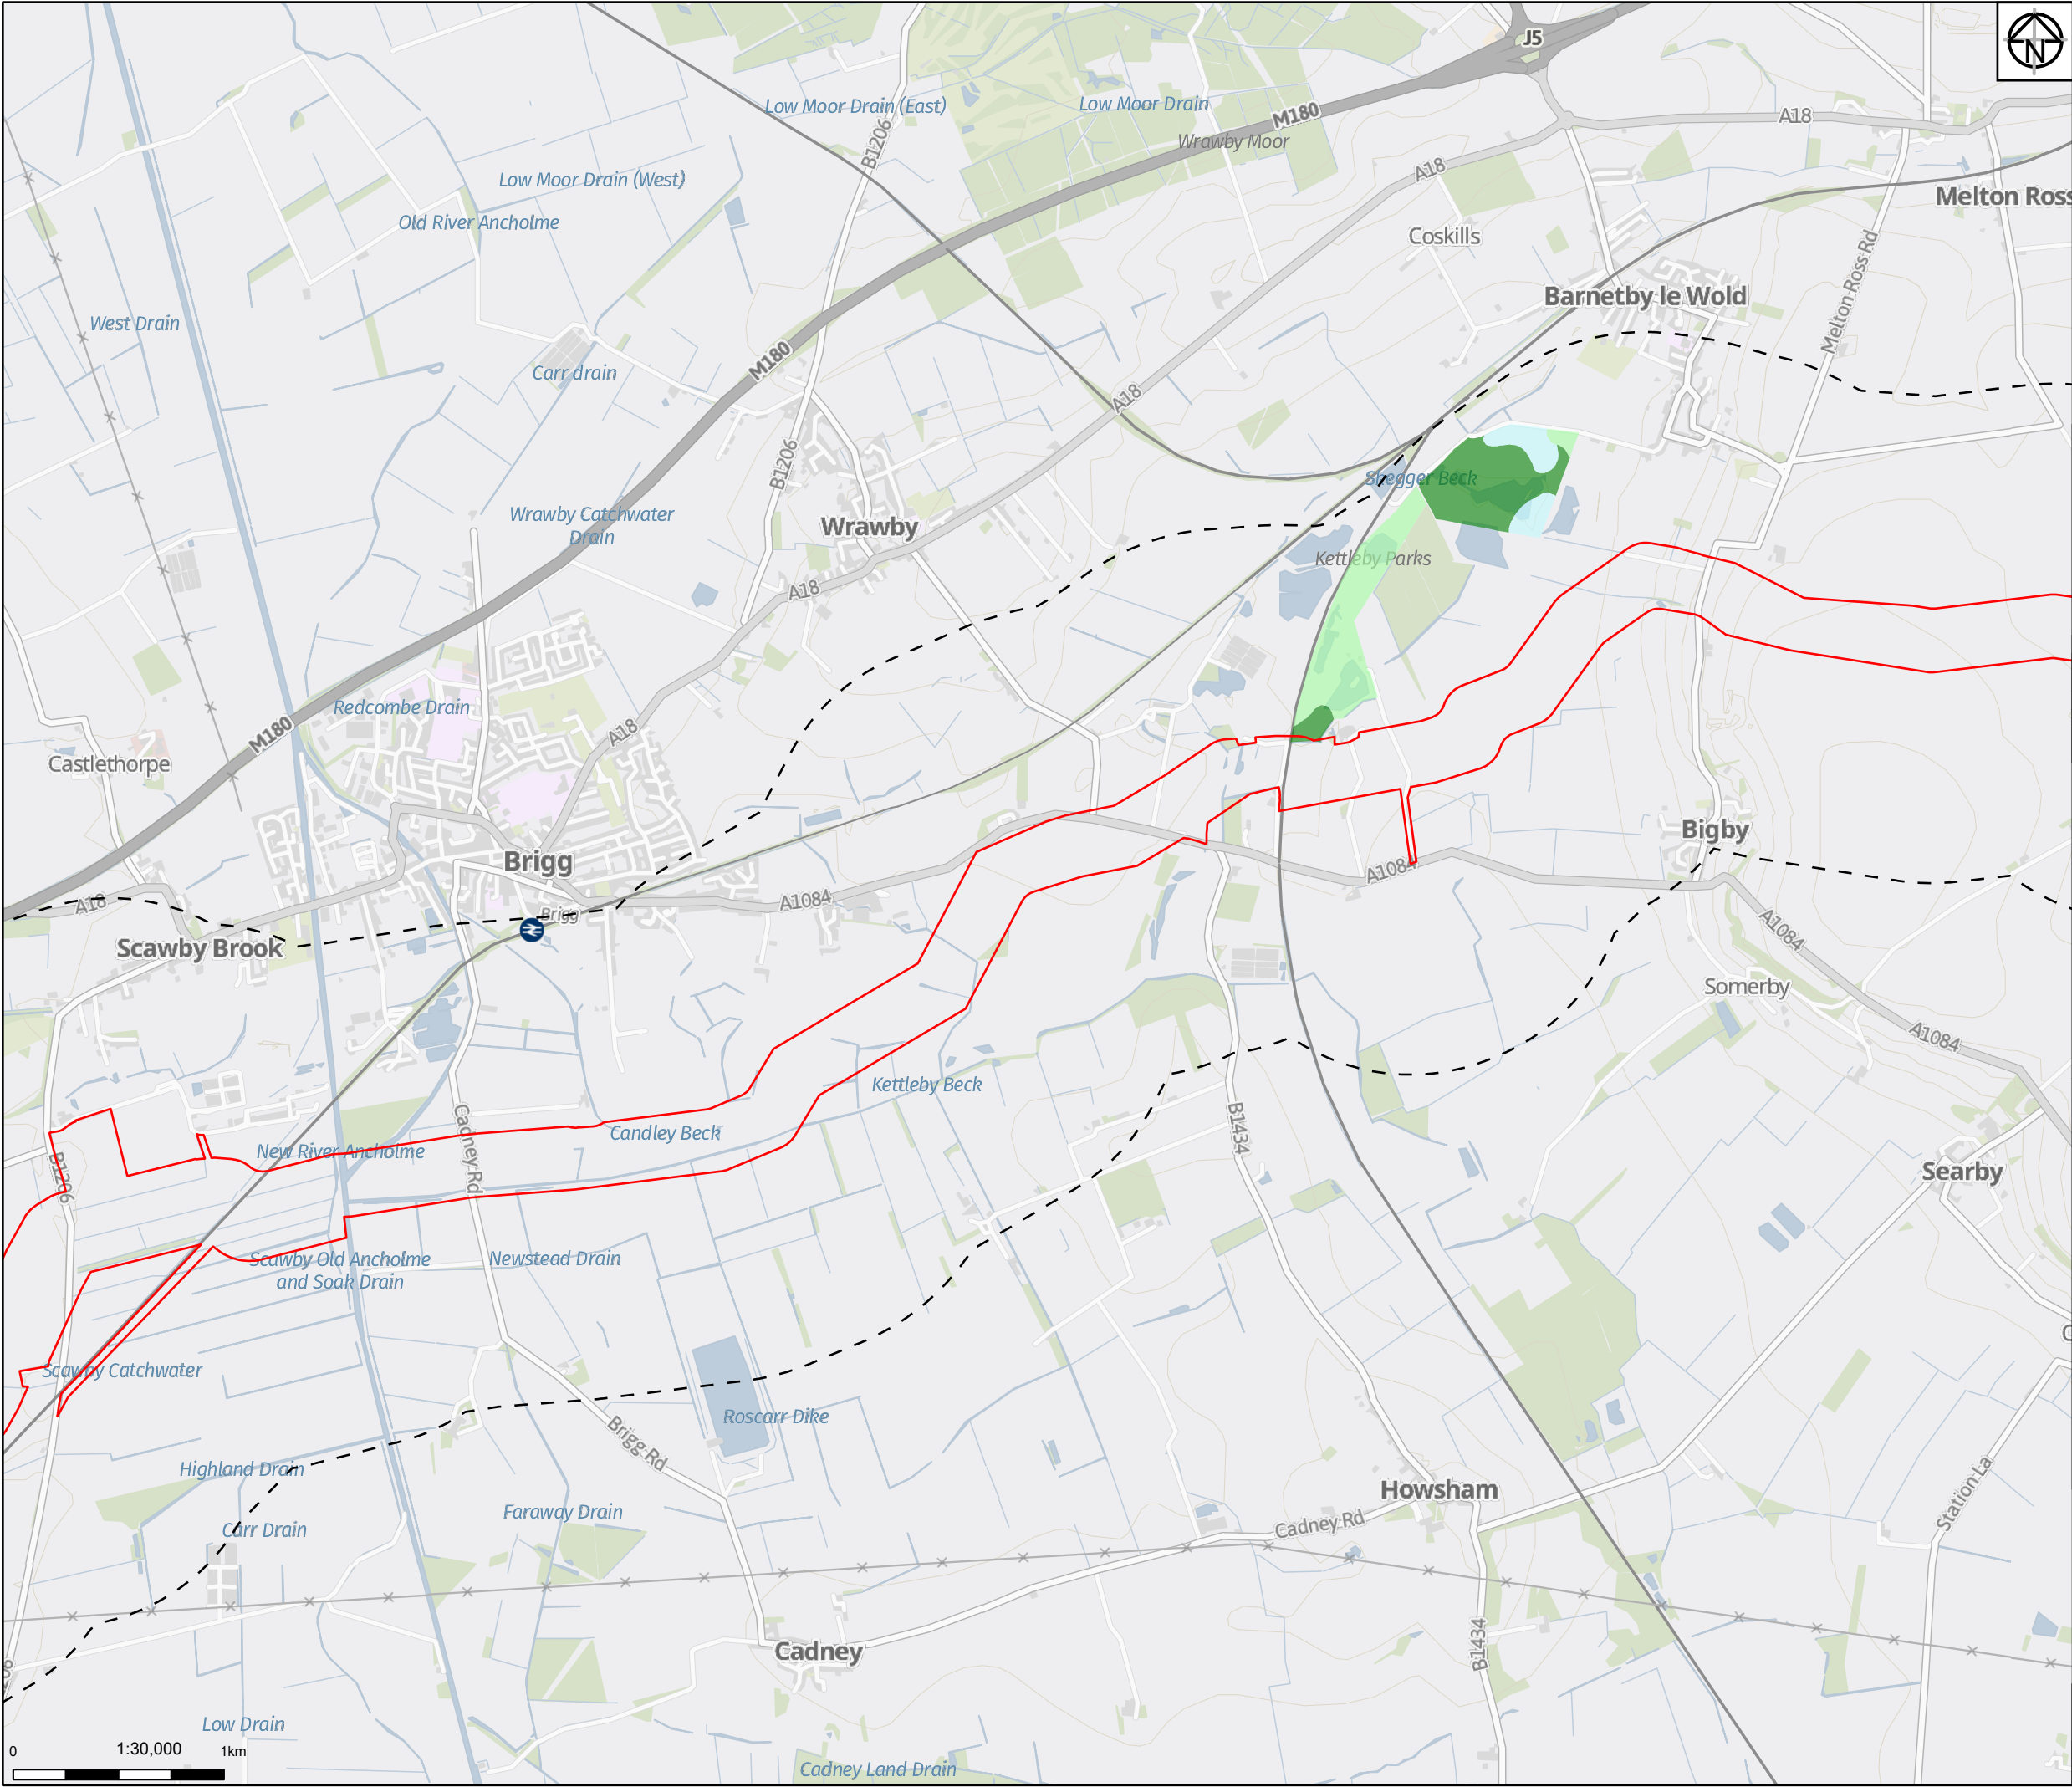 J5
N
Low Moor Drain (East)
Low Moor Drain
M180
A18
B1206
Wrawby Moor
A18
Low Moor Drain (West)
Melton Ross
Old River Ancholme
Coskills
Melton Ross Rd
Barnetby le Wold
West Drain
M180
Carr drain
A18
B1206
Skegger Beck
Wrawby Catchwater
Drain
Wrawby
Kettleby Parks
A18
Redcombe Drain
A18
M180
Castlethorpe
Bigby
Brigg
A1084
A1084
A18
Brigg
A1084
Scawby Brook
Somerby
A1084
Kettleby Beck
Cadney Rd
B1434
Candley Beck
New River Ancholme
B1206
Searby
Scawby Old Ancholme
and Soak Drain
Newstead Drain
Scawby Catchwater
Roscarr Dike
Brigg Rd
Highland Drain
Howsham
Station La
Faraway Drain
Cadney Rd
Carr Drain
B1434
Cadney
Low Drain
0
1:30,000
1km
Cadney Land Drain